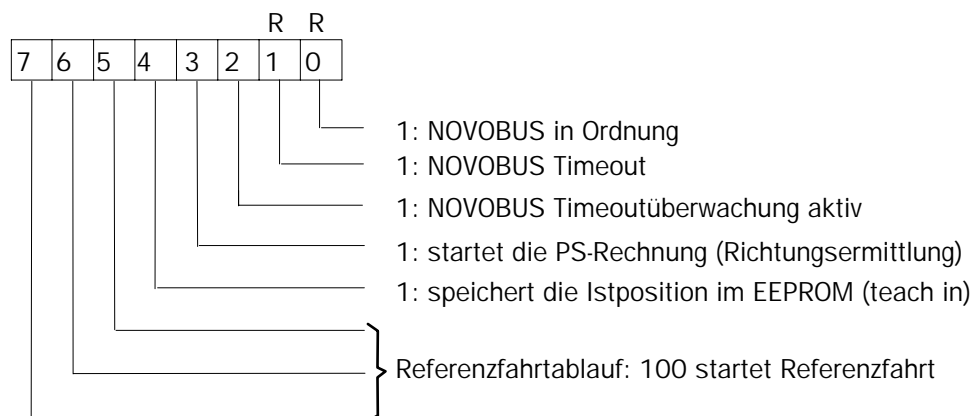 R R
7 6 5 4 3 2 1 0
1: NOVOBUS in Ordnung
1: NOVOBUS Timeout
1: NOVOBUS Timeoutüberwachung aktiv
1: startet die PS-Rechnung (Richtungsermittlung)
1: speichert die Istposition im EEPROM (teach in)
Referenzfahrtablauf: 100 startet Referenzfahrt